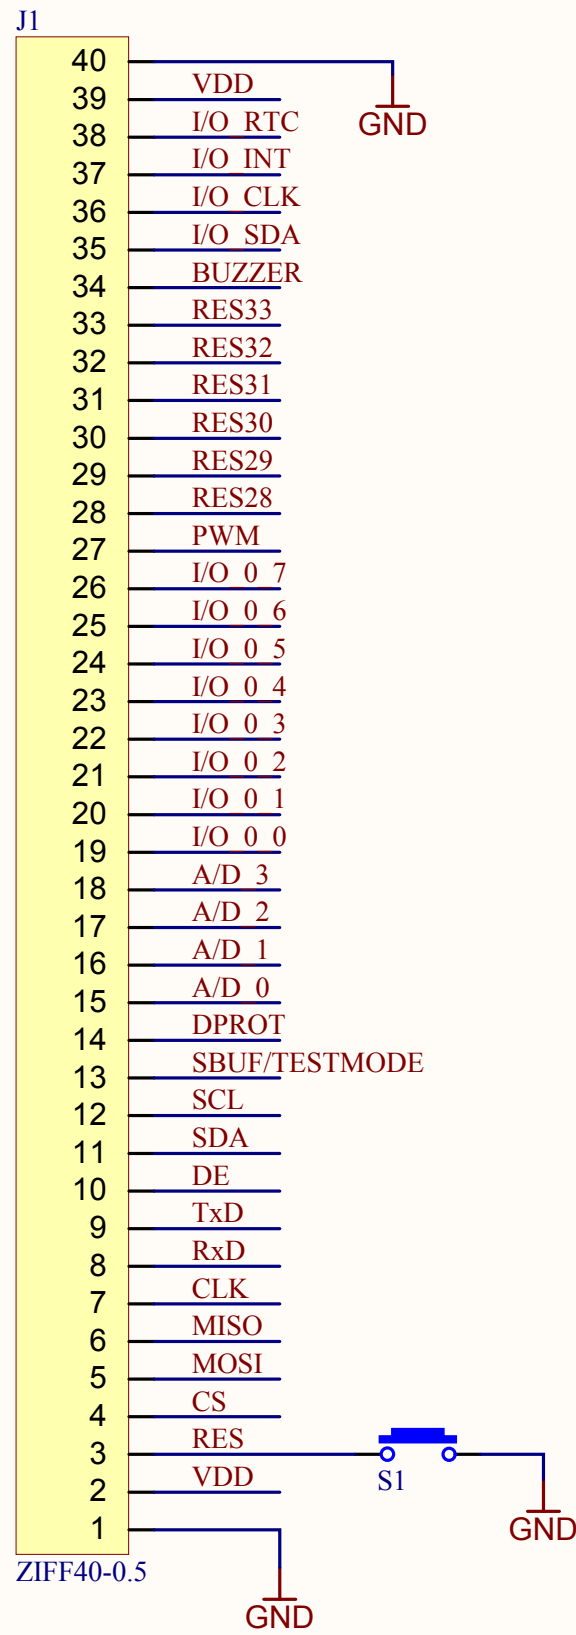 J1
40
GND
39 VDD
38 I/O_RTC
37 I/O_INT
36 I/O_CLK
35 I/O_SDA
34 BUZZER
33 RES33
32 RES32
31 RES31
30 RES30
29 RES29
28 RES28
27 PWM
26 I/O_0_7
25 I/O_0_6
24 I/O_0_5
23 I/O_0_4
22 I/O_0_3
21 I/O_0_2
20 I/O_0_1
19 I/O_0_0
18 A/D_3
17 A/D_2
16 A/D_1
15 A/D_0
14 DPROT
13 SBUF/TESTMODE
12 SCL
11 SDA
10 DE
9 TxD
8 RxD
7 CLK
6 MISO
5 MOSI
4 CS
3 RES
S1
2 VDD
GND
1
ZIFF40-0.5
GND